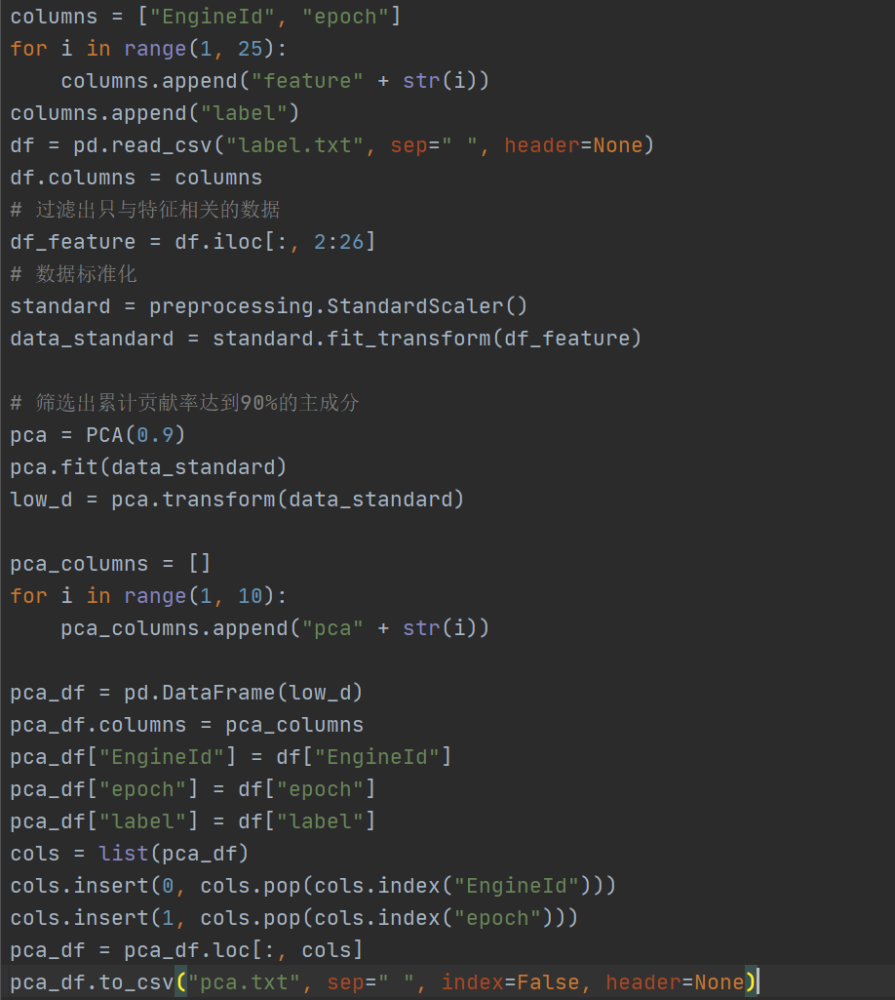 columns = ["EngineId", "epoch"]
for i in range(1, 25):
    columns.append("feature" + str(i))
columns.append("label")
df = pd.read_csv("label.txt", sep=" ", header=None)
df.columns = columns
# 过滤出只与特征相关的数据
df_feature = df.iloc[:, 2:26]
# 数据标准化
standard = preprocessing.StandardScaler()
data_standard = standard.fit_transform(df_feature)

# 筛选出累计贡献率达到90%的主成分
pca = PCA(0.9)
pca.fit(data_standard)
low_d = pca.transform(data_standard)

pca_columns = []
for i in range(1, 10):
    pca_columns.append("pca" + str(i))

pca_df = pd.DataFrame(low_d)
pca_df.columns = pca_columns
pca_df["EngineId"] = df["EngineId"]
pca_df["epoch"] = df["epoch"]
pca_df["label"] = df["label"]
cols = list(pca_df)
cols.insert(0, cols.pop(cols.index("EngineId")))
cols.insert(1, cols.pop(cols.index("epoch")))
pca_df = pca_df.loc[:, cols]
pca_df.to_csv("pca.txt", sep=" ", index=False, header=None)